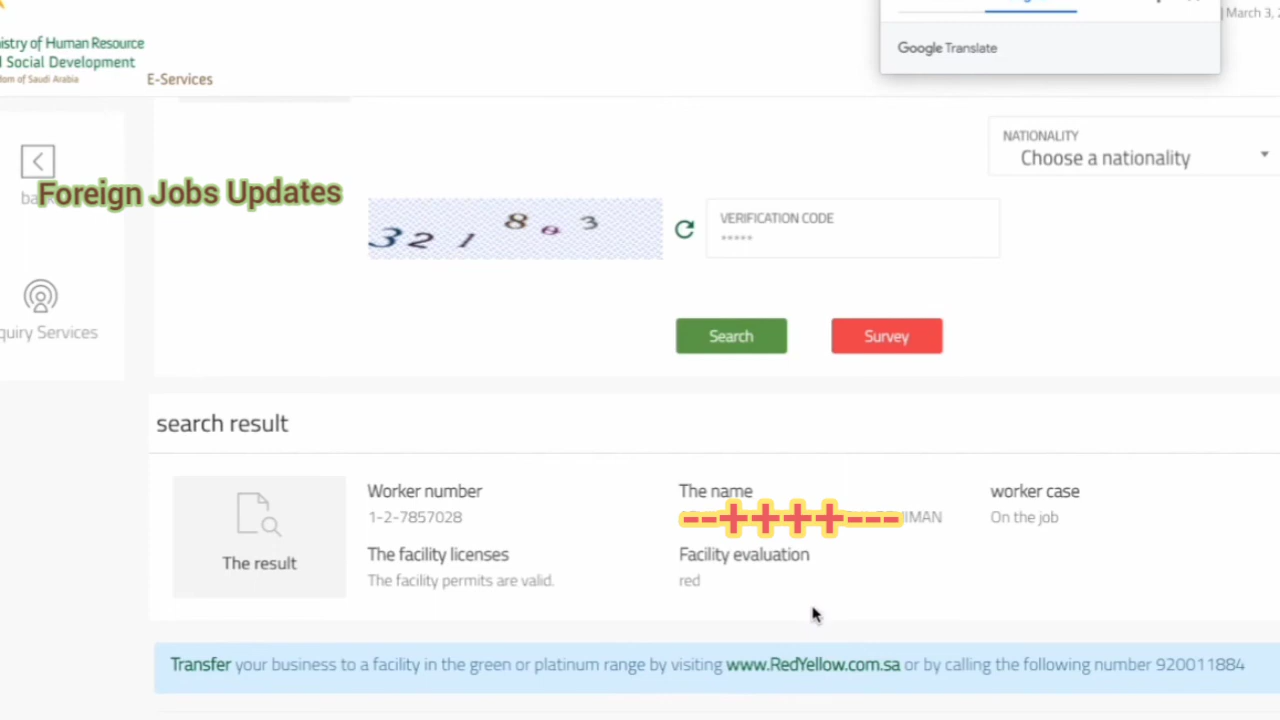 | March 3, 2
Google Translate
nistry of Human Resource
d Social Development
dom of Saudi Arabia
E-Services
NATIONALITY
Choose a nationality
ba
Foreign Jobs Updates
VERIFICATION CODE
*****
quiry Services
Search
Survey
search result
Worker number
The name
worker case
1-2-7857028
--++++---HIMAN
On the job
The result
The facility licenses
Facility evaluation
The facility permits are valid.
red
Transfer your business to a facility in the green or platinum range by visiting www.RedYellow.com.sa or by calling the following number 920011884